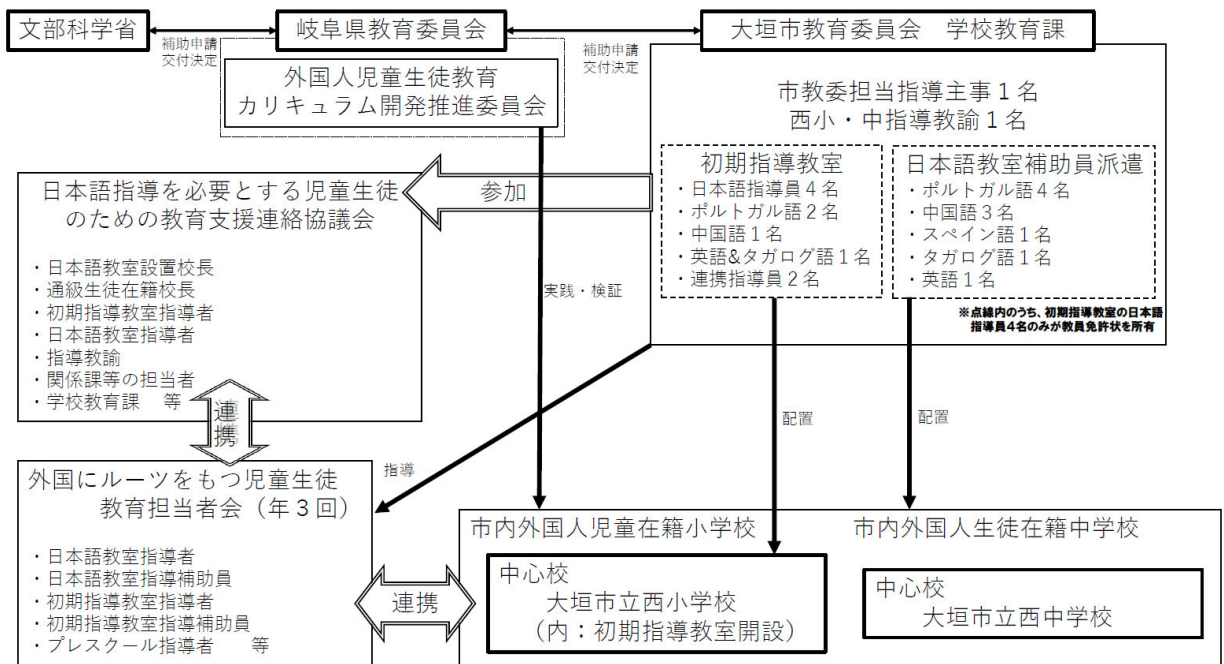 文部科学省
補助申請
交付決定
岐阜県教育委員会
外国人児童生徒教育
カリキュラム開発推進委員会
補助申請
交付決定
大垣市教育委員会　学校教育課
市教委担当指導主事１名
西小・中指導教諭１名
初期指導教室
・日本語指導員４名
・ポルトガル語２名
・中国語１名
・英語&タガログ語１名
・連携指導員２名
日本語教室補助員派遣
・ポルトガル語４名
・中国語３名
・スペイン語１名
・タガログ語１名
・英語１名
※点線内のうち、初期指導教室の日本語
指導員４名のみが教員免許状を所有
参加
日本語指導を必要とする児童生徒
のための教育支援連絡協議会
・日本語教室設置校長
・通級生徒在籍校長
・初期指導教室指導者
・日本語教室指導者
・指導教諭
・関係課等の担当者
・学校教育課　等
連携
実践・検証
指導
配置
配置
外国にルーツをもつ児童生徒
教育担当者会（年３回）
・日本語教室指導者
・日本語教室指導補助員
・初期指導教室指導者
・初期指導教室指導補助員
・プレスクール指導者　　等
連携
市内外国人児童在籍小学校
中心校
大垣市立西小学校
（内：初期指導教室開設）
市内外国人生徒在籍中学校
中心校
大垣市立西中学校